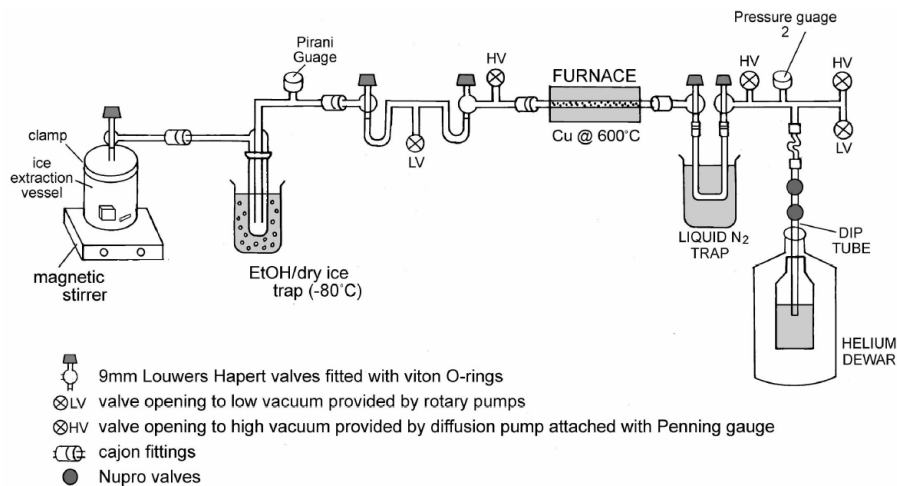 Pressure guage
2
Pirani
Guage
HV
HV
HV
FURNACE
clamp
Cu @ 600°C
LV
LV
ice
extraction
vessel
LIQUID N₂
TRAP
DIP
TUBE
EtOH/dry ice
trap (-80°C)
magnetic
stirrer
HELIUM
DEWAR
9mm Louwers Hapert valves fitted with viton O-rings
LV valve opening to low vacuum provided by rotary pumps
HV valve opening to high vacuum provided by diffusion pump attached with Penning gauge
cajon fittings
Nupro valves